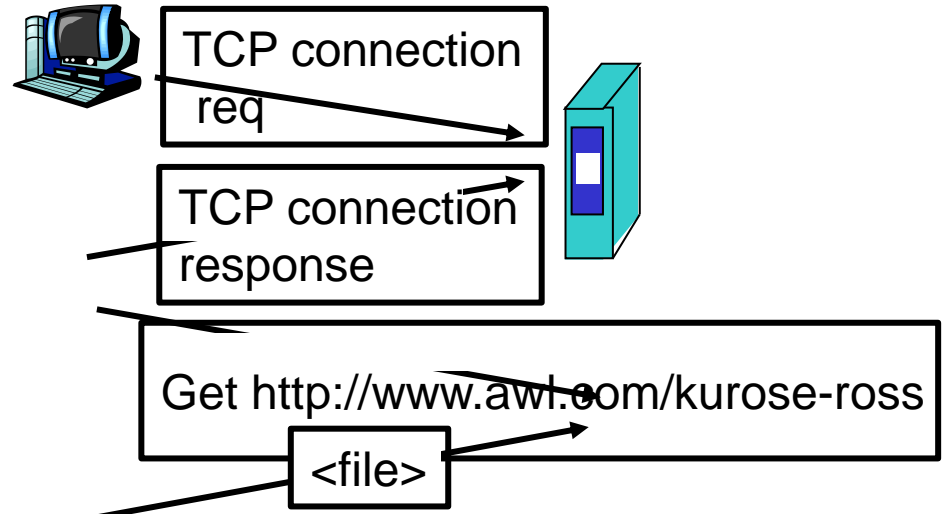 TCP connection
req
TCP connection
response
Get http://www.awl.com/kurose-ross
<file>